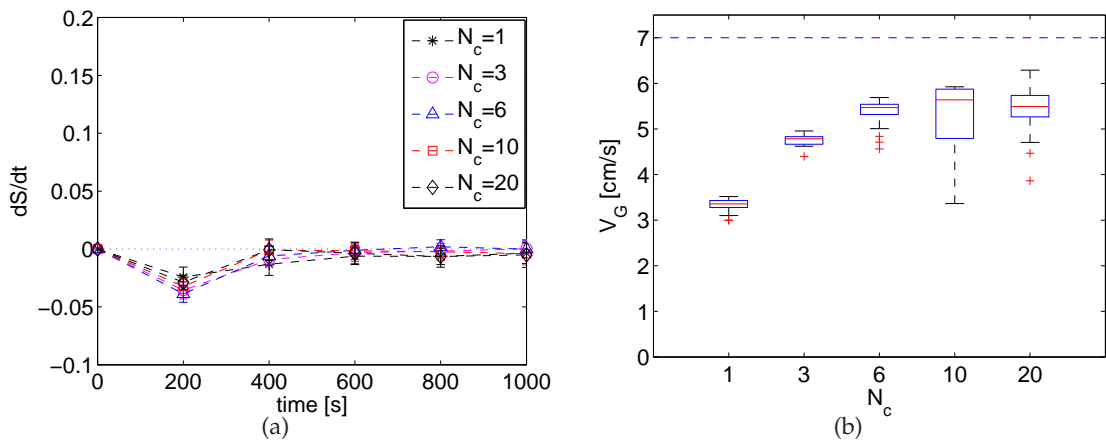 0.2
0.15
0.1
0.05
0
−0.05
−0.1
dS/dt
0 200 400 600 800 1000
time [s]
N_c=1
N_c=3
N_c=6
N_c=10
N_c=20
(a)
7
6
5
4
3
2
1
0
V_G [cm/s]
1 3 6 10 20
N_c
(b)